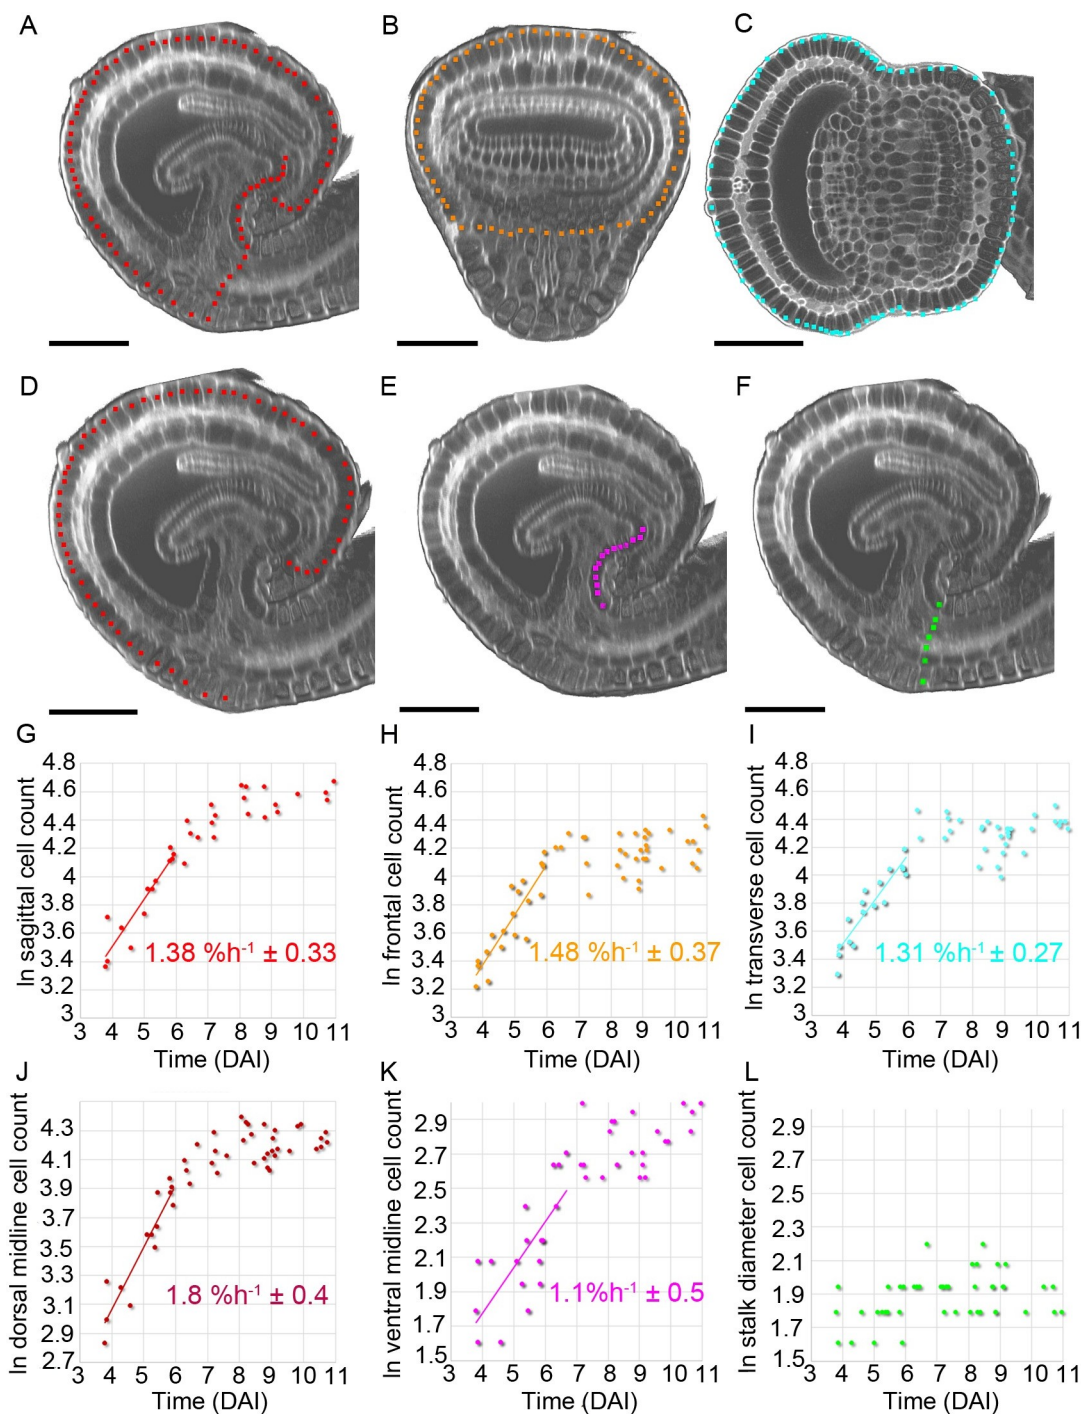 A
B
C
D
E
F
G
H
I
ln sagittal cell count
4.8
4.6
4.4
4.2
4
3.8
3.6
3.4
3.2
3
1.38 %h⁻¹ ± 0.33
3 4 5 6 7 8 9 10 11
Time (DAI)
ln frontal cell count
4.8
4.6
4.4
4.2
4
3.8
3.6
3.4
3.2
3
1.48 %h⁻¹ ± 0.37
3 4 5 6 7 8 9 10 11
Time (DAI)
ln transverse cell count
4.8
4.6
4.4
4.2
4
3.8
3.6
3.4
3.2
3
1.31 %h⁻¹ ± 0.27
3 4 5 6 7 8 9 10 11
Time (DAI)
J
K
L
ln dorsal midline cell count
4.3
4.1
3.9
3.7
3.5
3.3
3.1
2.9
2.7
1.8 %h⁻¹ ± 0.4
3 4 5 6 7 8 9 10 11
Time (DAI)
ln ventral midline cell count
2.9
2.7
2.5
2.3
2.1
1.9
1.7
1.5
1.1%h⁻¹ ± 0.5
3 4 5 6 7 8 9 10 11
Time (DAI)
ln stalk diameter cell count
2.9
2.7
2.5
2.3
2.1
1.9
1.7
1.5
3 4 5 6 7 8 9 10 11
Time (DAI)